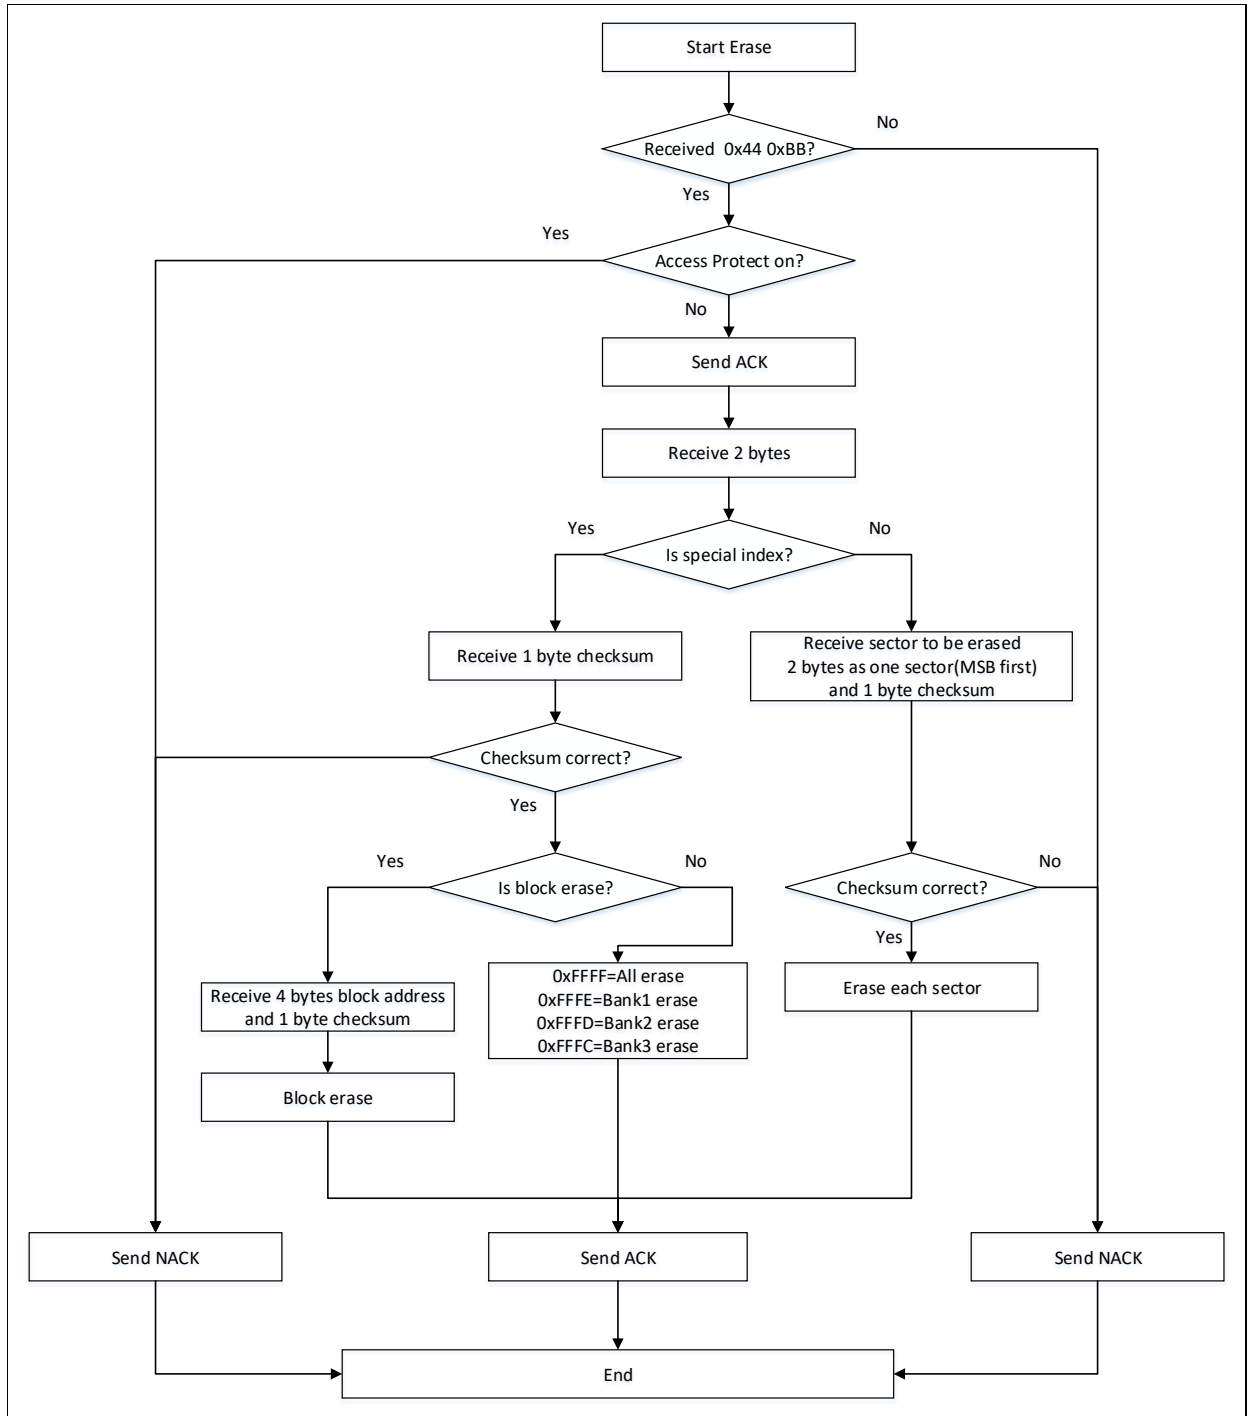 Start Erase
No
Received 0x44 0xBB?
Yes
Yes
Access Protect on?
No
Send ACK
Receive 2 bytes
Yes
No
Is special index?
Receive 1 byte checksum
Receive sector to be erased
2 bytes as one sector(MSB first)
and 1 byte checksum
Checksum correct?
Yes
Yes
No
No
Is block erase?
Checksum correct?
Yes
Receive 4 bytes block address
and 1 byte checksum
0xFFFF=All erase
0xFFFE=Bank1 erase
0xFFFD=Bank2 erase
0xFFFC=Bank3 erase
Erase each sector
Block erase
Send NACK
Send ACK
Send NACK
End